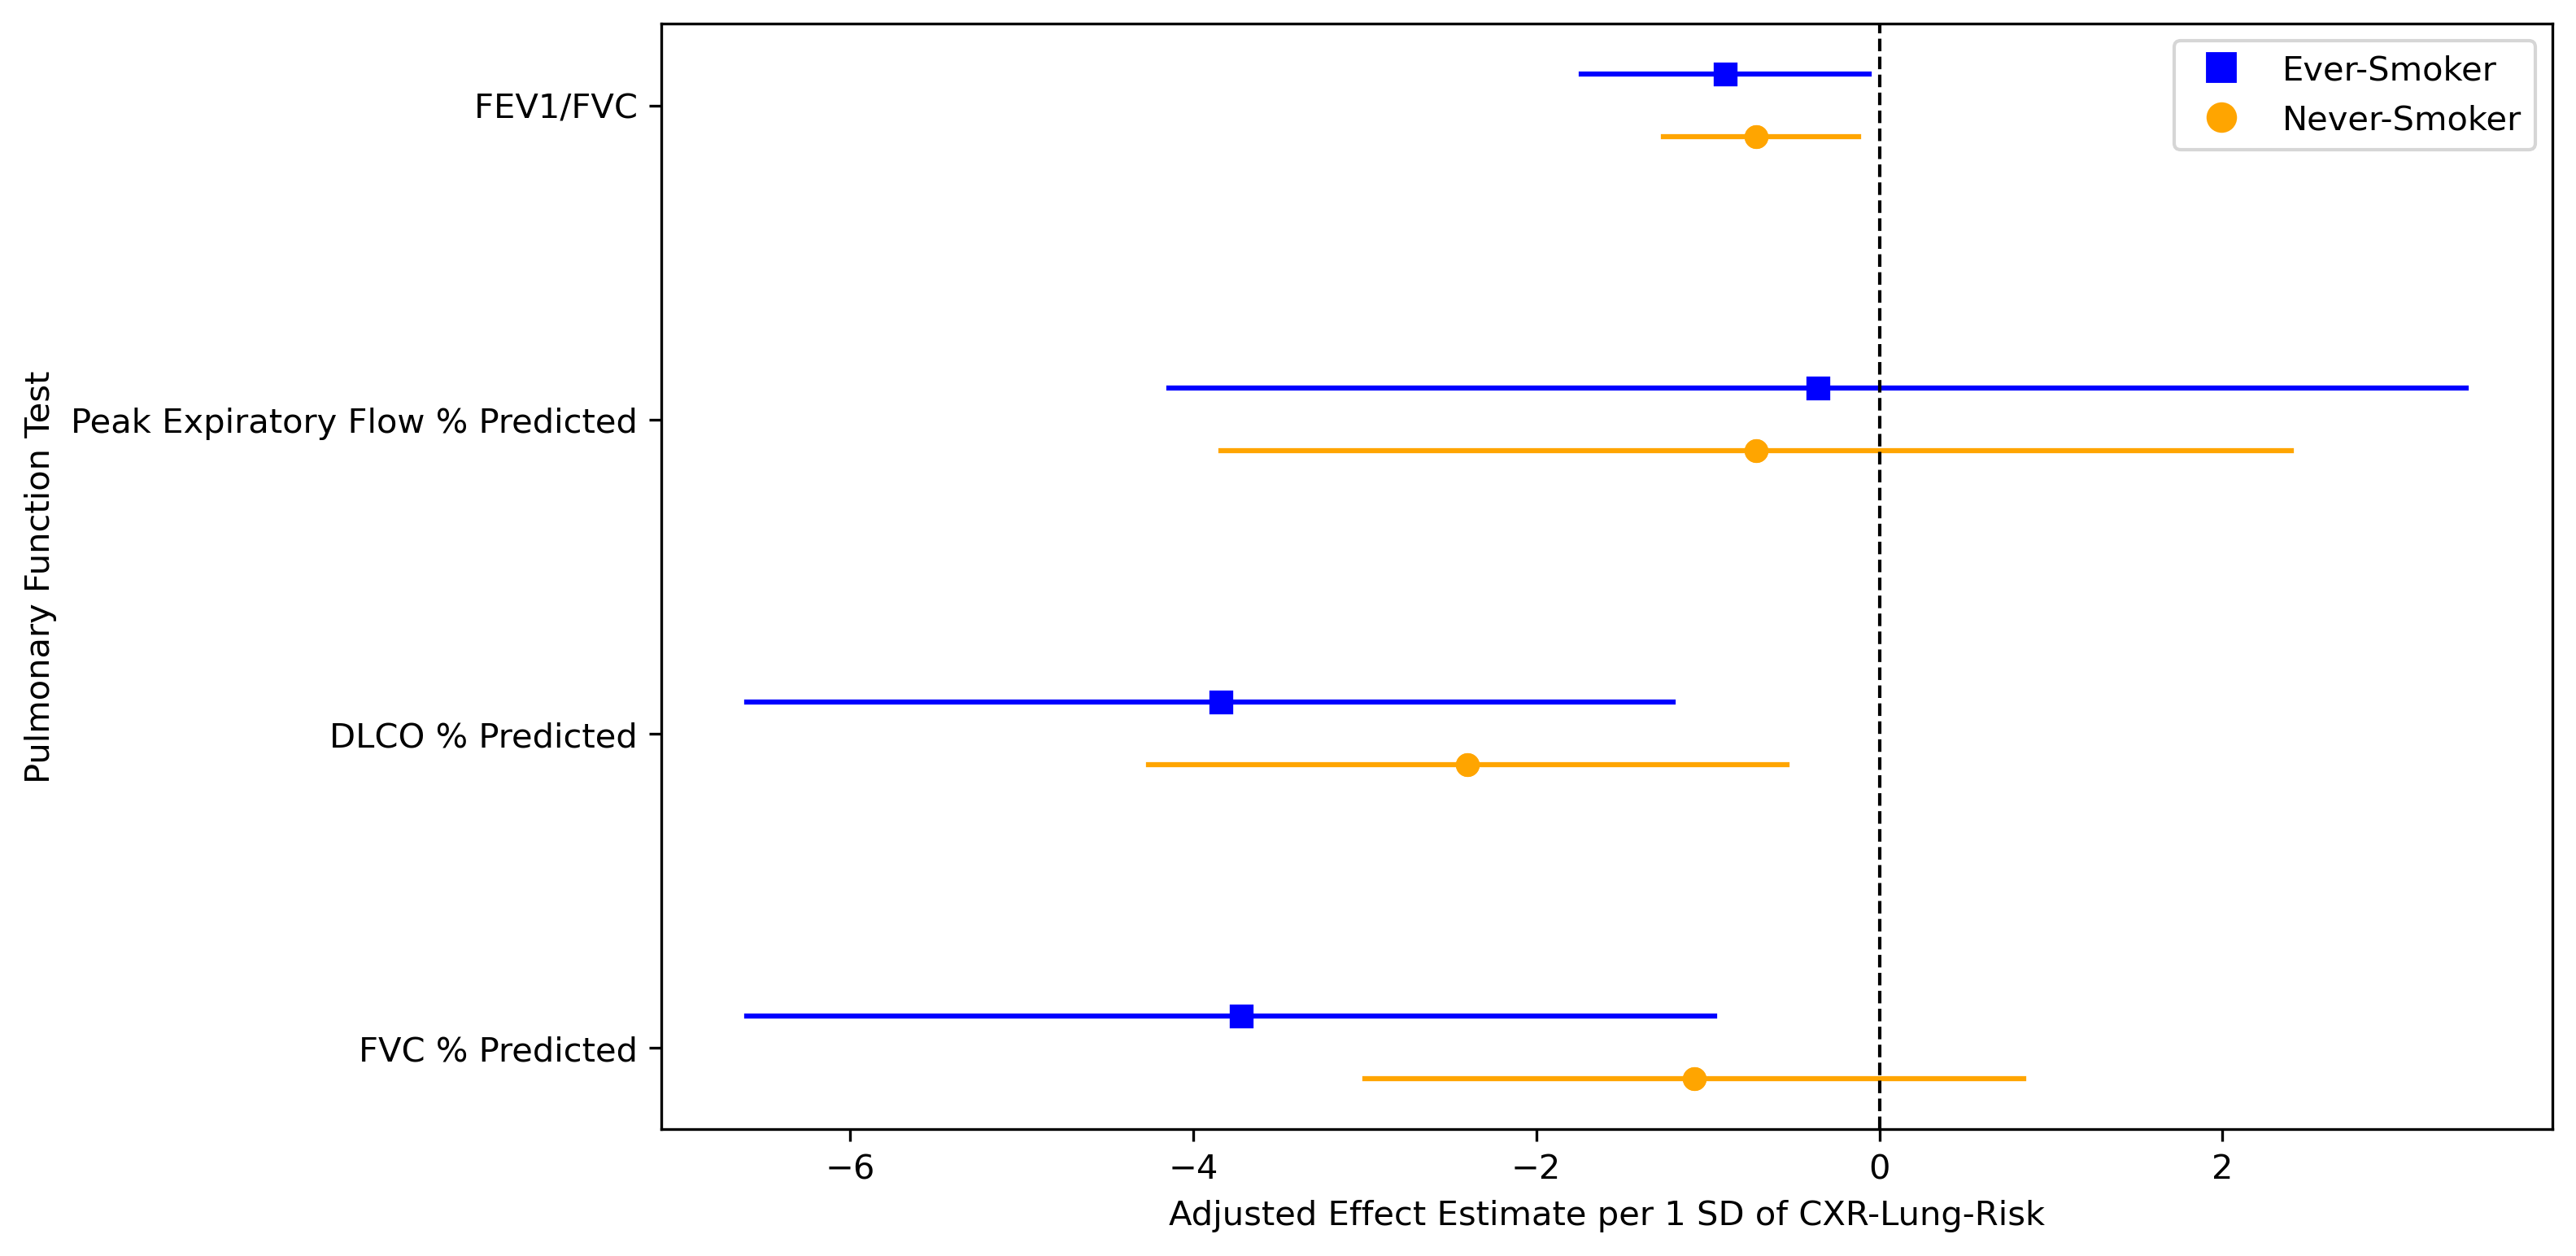 Ever-Smoker
Never-Smoker
FEV1/FVC
Peak Expiratory Flow % Predicted
DLCO % Predicted
FVC % Predicted
Pulmonary Function Test
−6 −4 −2 0 2
Adjusted Effect Estimate per 1 SD of CXR-Lung-Risk